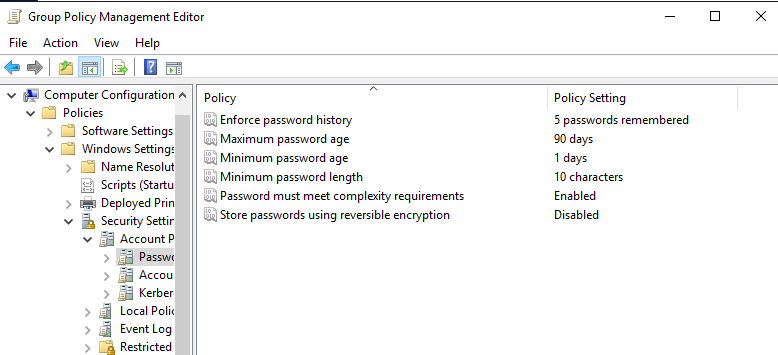 Group Policy Management Editor
File Action View Help
Computer Configuration
Policies
Software Settings
Windows Settings
Name Resolut
Scripts (Startu
Deployed Prin
Security Settin
Account P
Passwo
Accou
Kerber
Local Polic
Event Log
Restricted
Policy Policy Setting
Enforce password history 5 passwords remembered
Maximum password age 90 days
Minimum password age 1 days
Minimum password length 10 characters
Password must meet complexity requirements Enabled
Store passwords using reversible encryption Disabled